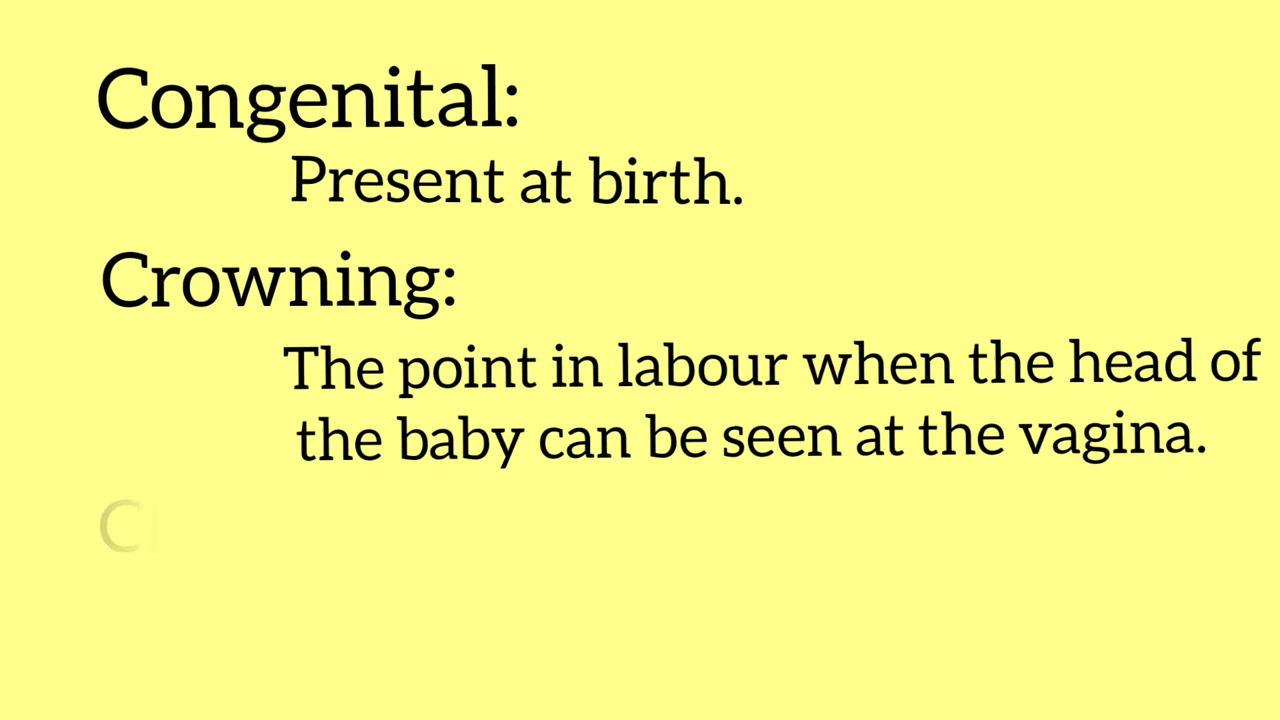 Congenital:
Present at birth.
Crowning:
The point in labour when the head of
the baby can be seen at the vagina.